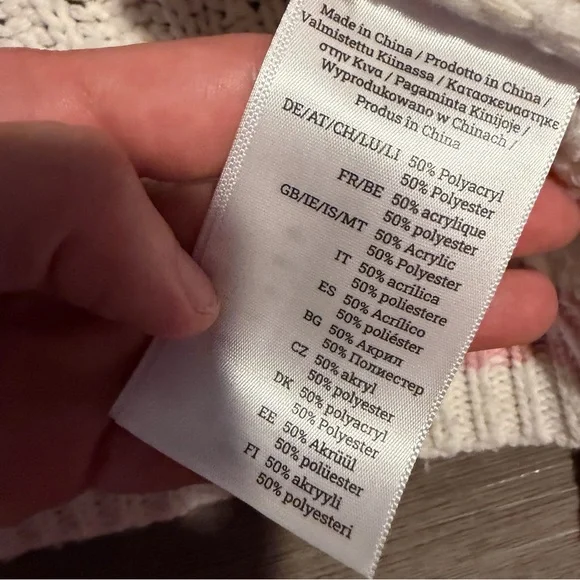 Made in China / Prodotto in China /
Valmistettu Kiinassa / Κατασκευαστηκε
στην Κινα / Pagaminta Kinijoje /
Wyprodukowano w Chinach /
Produs in China
DE/AT/CH/LU/LI 50% Polyacryl
50% Polyester
FR/BE 50% acrylique
50% polyester
GB/IE/IS/MT 50% Acrylic
50% Polyester
IT 50% acrilica
50% poliestere
ES 50% Acrílico
50% poliéster
BG 50% Акрил
50% Полиестер
CZ 50% akryl
50% polyester
DK 50% polyacryl
50% Polyester
EE 50% Akrüül
50% polüester
FI 50% akryyli
50% polyesteri